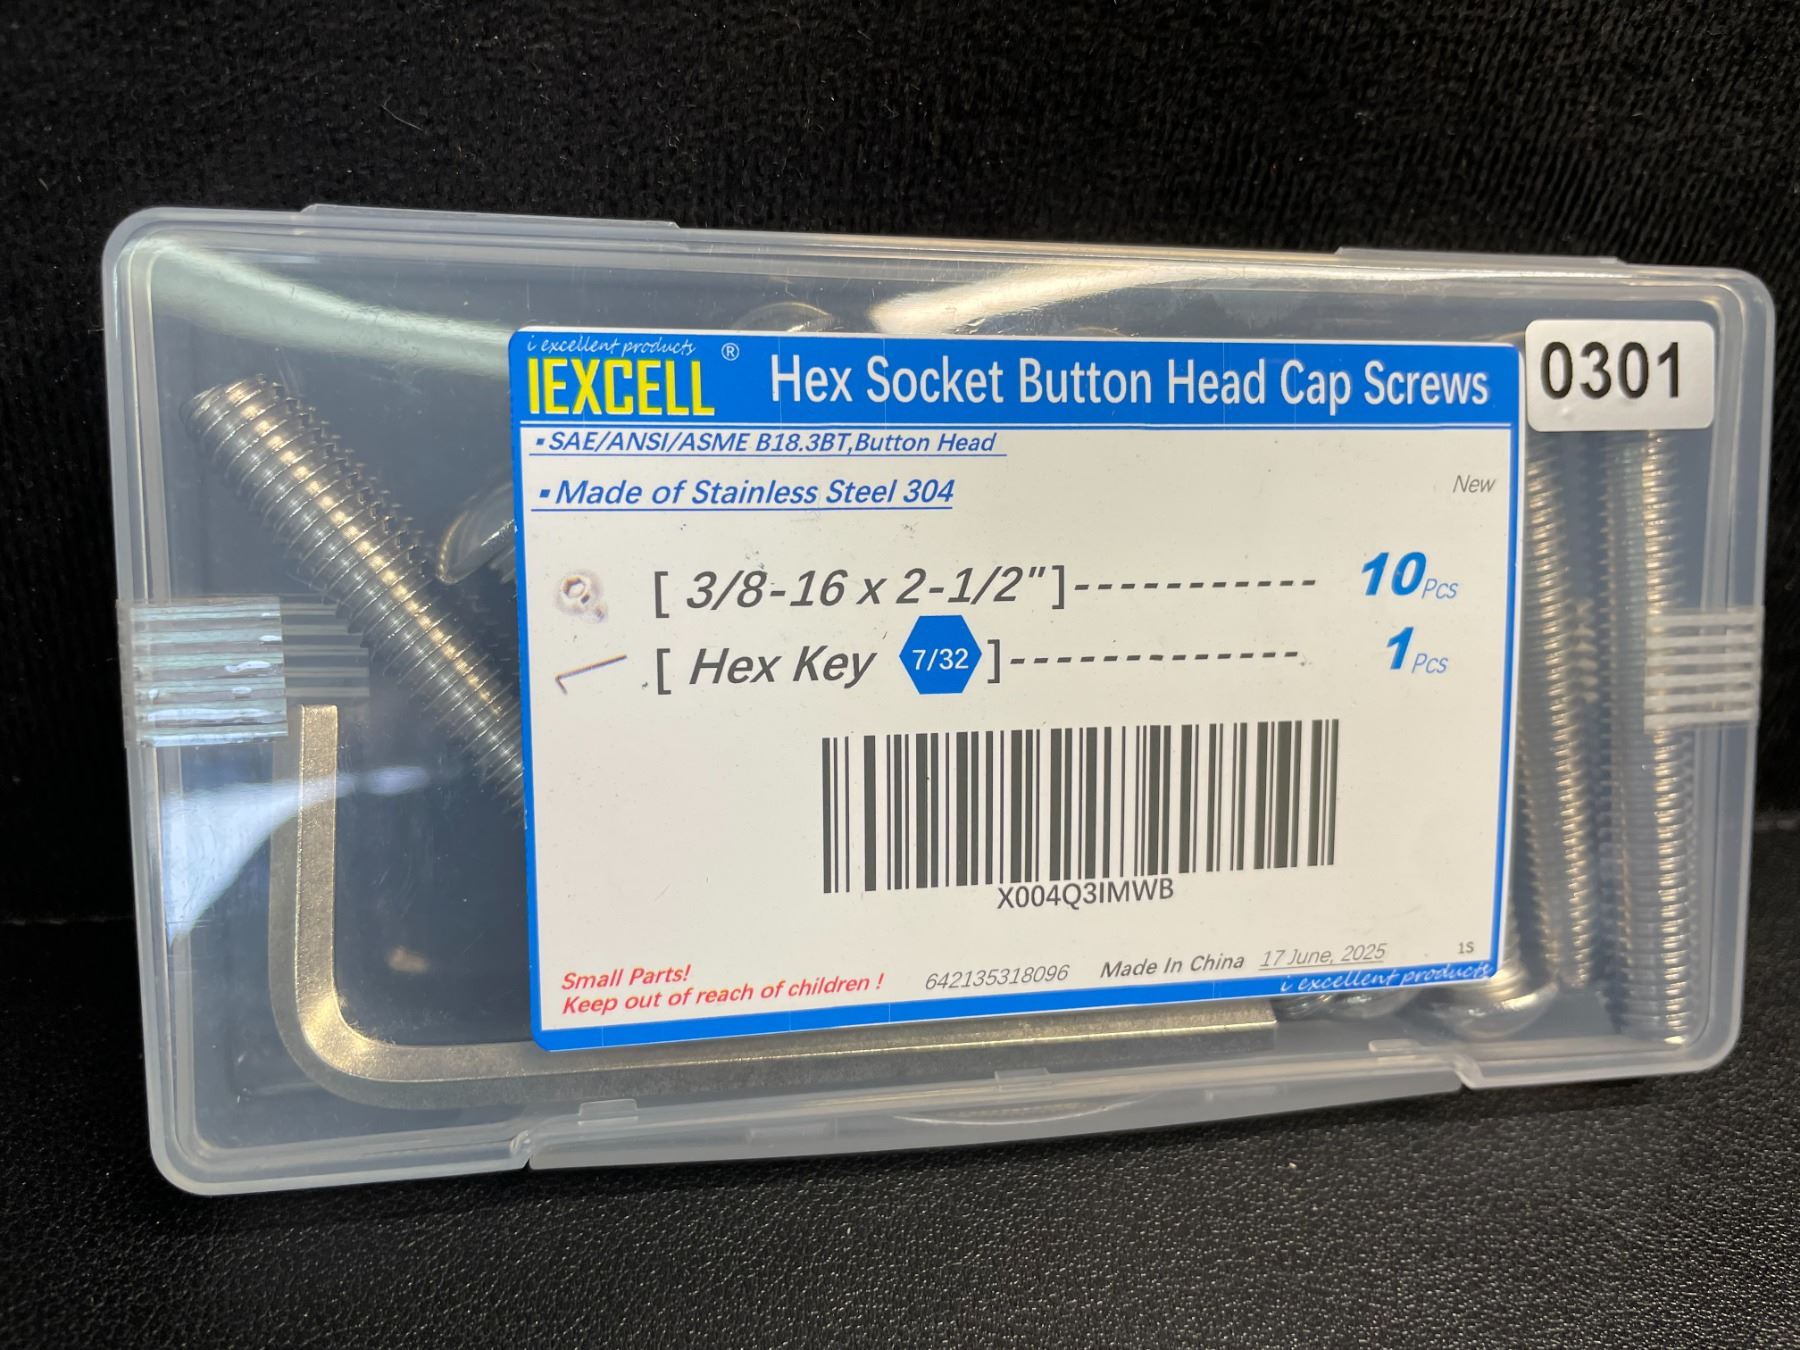 i excellent products
IEXCELL ® Hex Socket Button Head Cap Screws
0301
▪SAE/ANSI/ASME B18.3BT,Button Head
▪Made of Stainless Steel 304
New
[ 3/8-16 x 2-1/2" ]----------- 10Pcs
[ Hex Key 7/32 ]------------- 1Pcs
X004Q3IMWB
Small Parts!
Keep out of reach of children !
642135318096 Made In China 17 June, 2025 1S
i excellent products